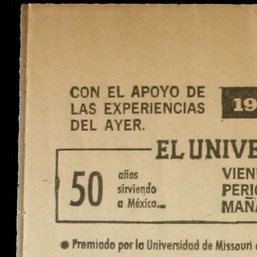 CON EL APOYO DE
LAS EXPERIENCIAS
DEL AYER.
19
EL UNIVE
50 años
sirviendo
a México...
VIEN
PERIO
MAÑA
● Premiado por la Universidad de Missouri